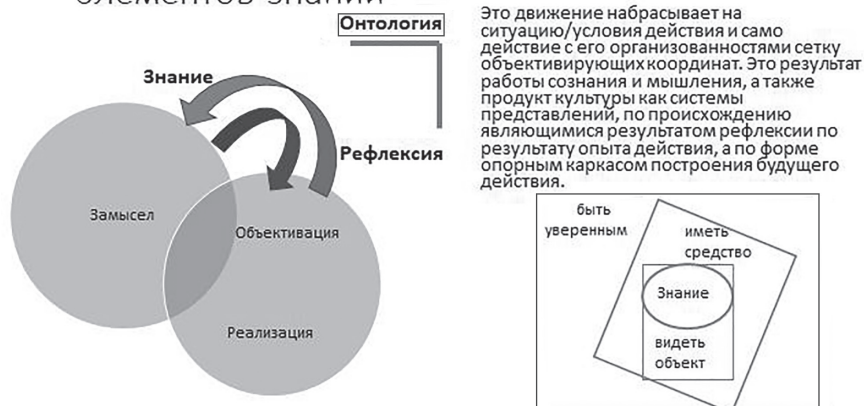 элементов знаний
Онтология
Знание
Рефлексия
Замысел
Объективация
Реализация
Это движение набрасывает на
ситуацию/условия действия и само
действие с его организованностями сетку
объективирующих координат. Это результат
работы сознания и мышления, а также
продукт культуры как системы
представлений, по происхождению
являющимися результатом рефлексии по
результату опыта действия, а по форме
опорным каркасом построения будущего
действия.
быть
уверенным
иметь
средство
Знание
видеть
объект